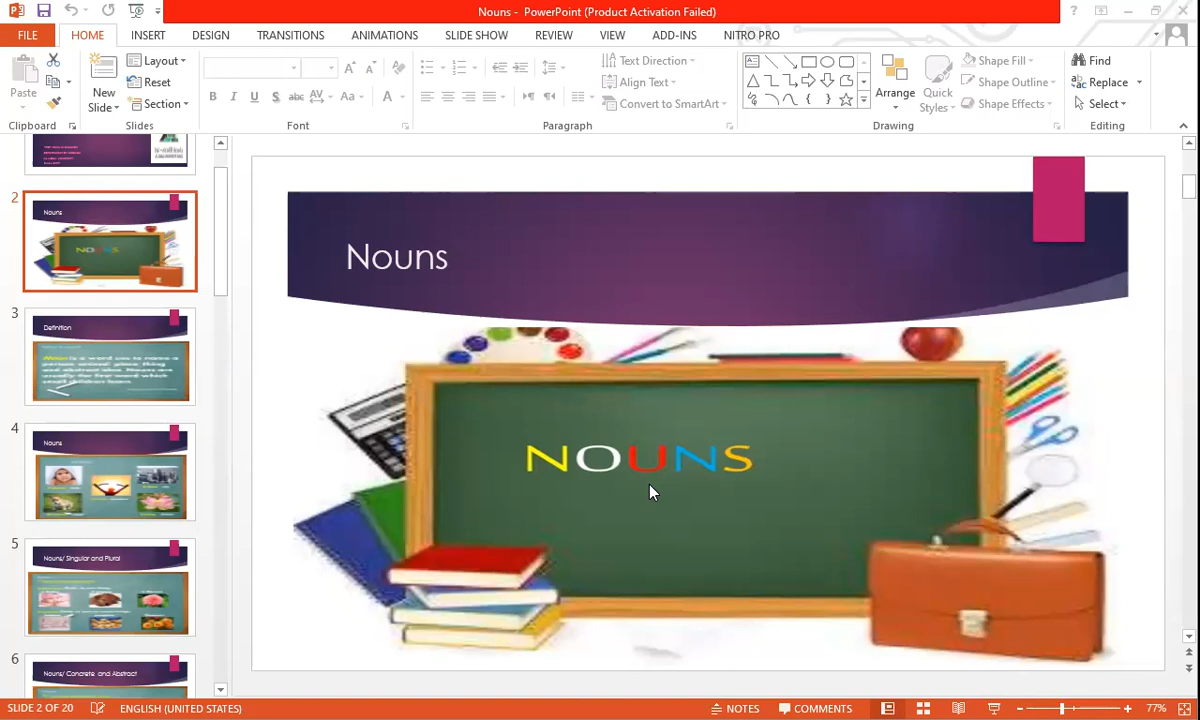 Nouns - PowerPoint (Product Activation Failed)
FILE HOME INSERT DESIGN TRANSITIONS ANIMATIONS SLIDE SHOW REVIEW VIEW ADD-INS NITRO PRO
Paste
New Slide
Layout
Reset
Section
B I U S abc AV Aa A
Text Direction
Align Text
Convert to SmartArt
Arrange
Quick Styles
Shape Fill
Shape Outline
Shape Effects
Find
Replace
Select
Clipboard Slides Font Paragraph Drawing Editing
2
Nouns
NOUNS
3
Definition
4
Nouns
5
Nouns/ Singular and Plural
6
Nouns/ Concrete and Abstract
Nouns
NOUNS
SLIDE 2 OF 20 ENGLISH (UNITED STATES) NOTES COMMENTS 77%